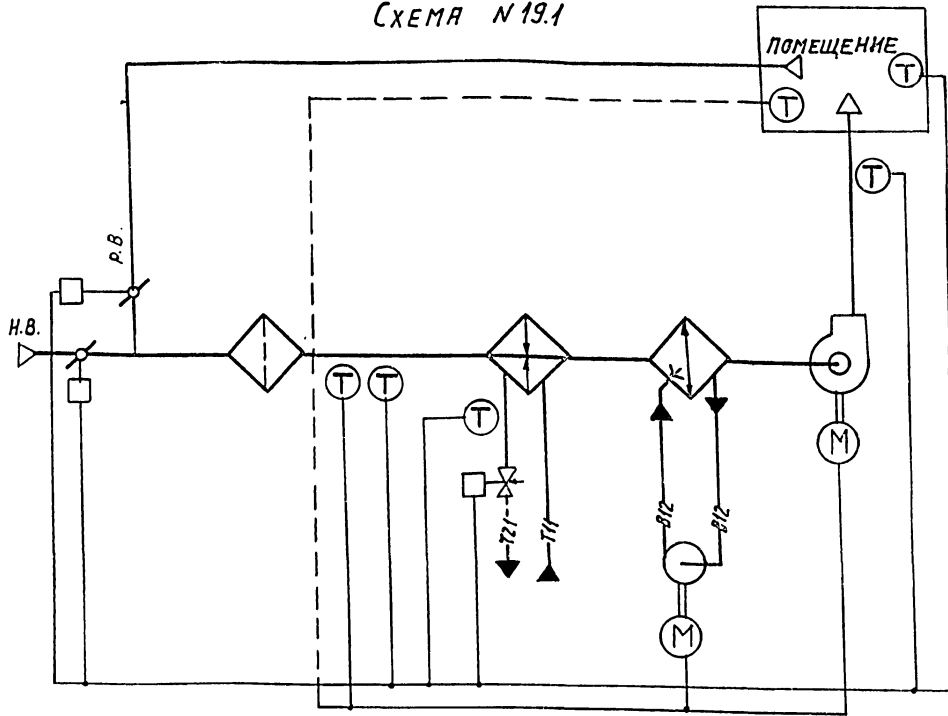 Схема N 19.1
ПОМЕЩЕНИЕ
Т
Т
Т
Р.В.
Н.В.
Т
Т
Т
М
Т21
Т11
В12
В12
М